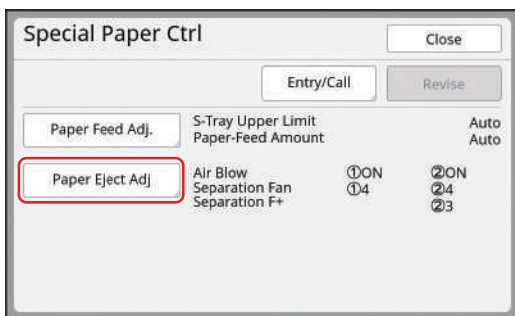 Special Paper Ctrl
Close
Entry/Call
Revise
Paper Feed Adj.
S-Tray Upper Limit Auto
Paper-Feed Amount Auto
Paper Eject Adj
Air Blow ①ON ②ON
Separation Fan ①4 ②4
Separation F+ ②3